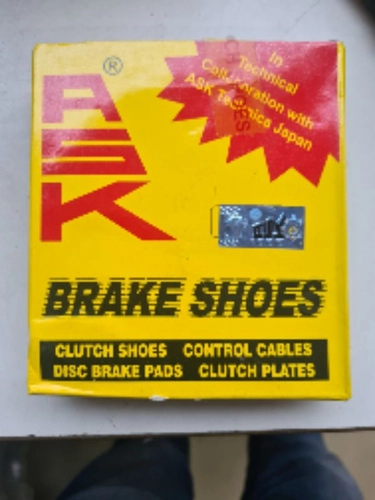 ASK®
In
Technical
Collaboration with
ASK Technica Japan
BRAKE SHOES
CLUTCH SHOES CONTROL CABLES
DISC BRAKE PADS CLUTCH PLATES